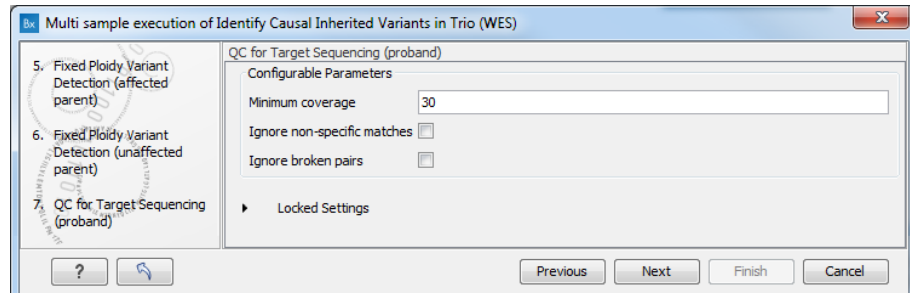 Bx Multi sample execution of Identify Causal Inherited Variants in Trio (WES)
x
5. Fixed Ploidy Variant
Detection (affected
parent)
6. Fixed Ploidy Variant
Detection (unaffected
parent)
7. QC for Target Sequencing
(proband)
QC for Target Sequencing (proband)
Configurable Parameters
Minimum coverage 30
Ignore non-specific matches
Ignore broken pairs
Locked Settings
? Previous Next Finish Cancel